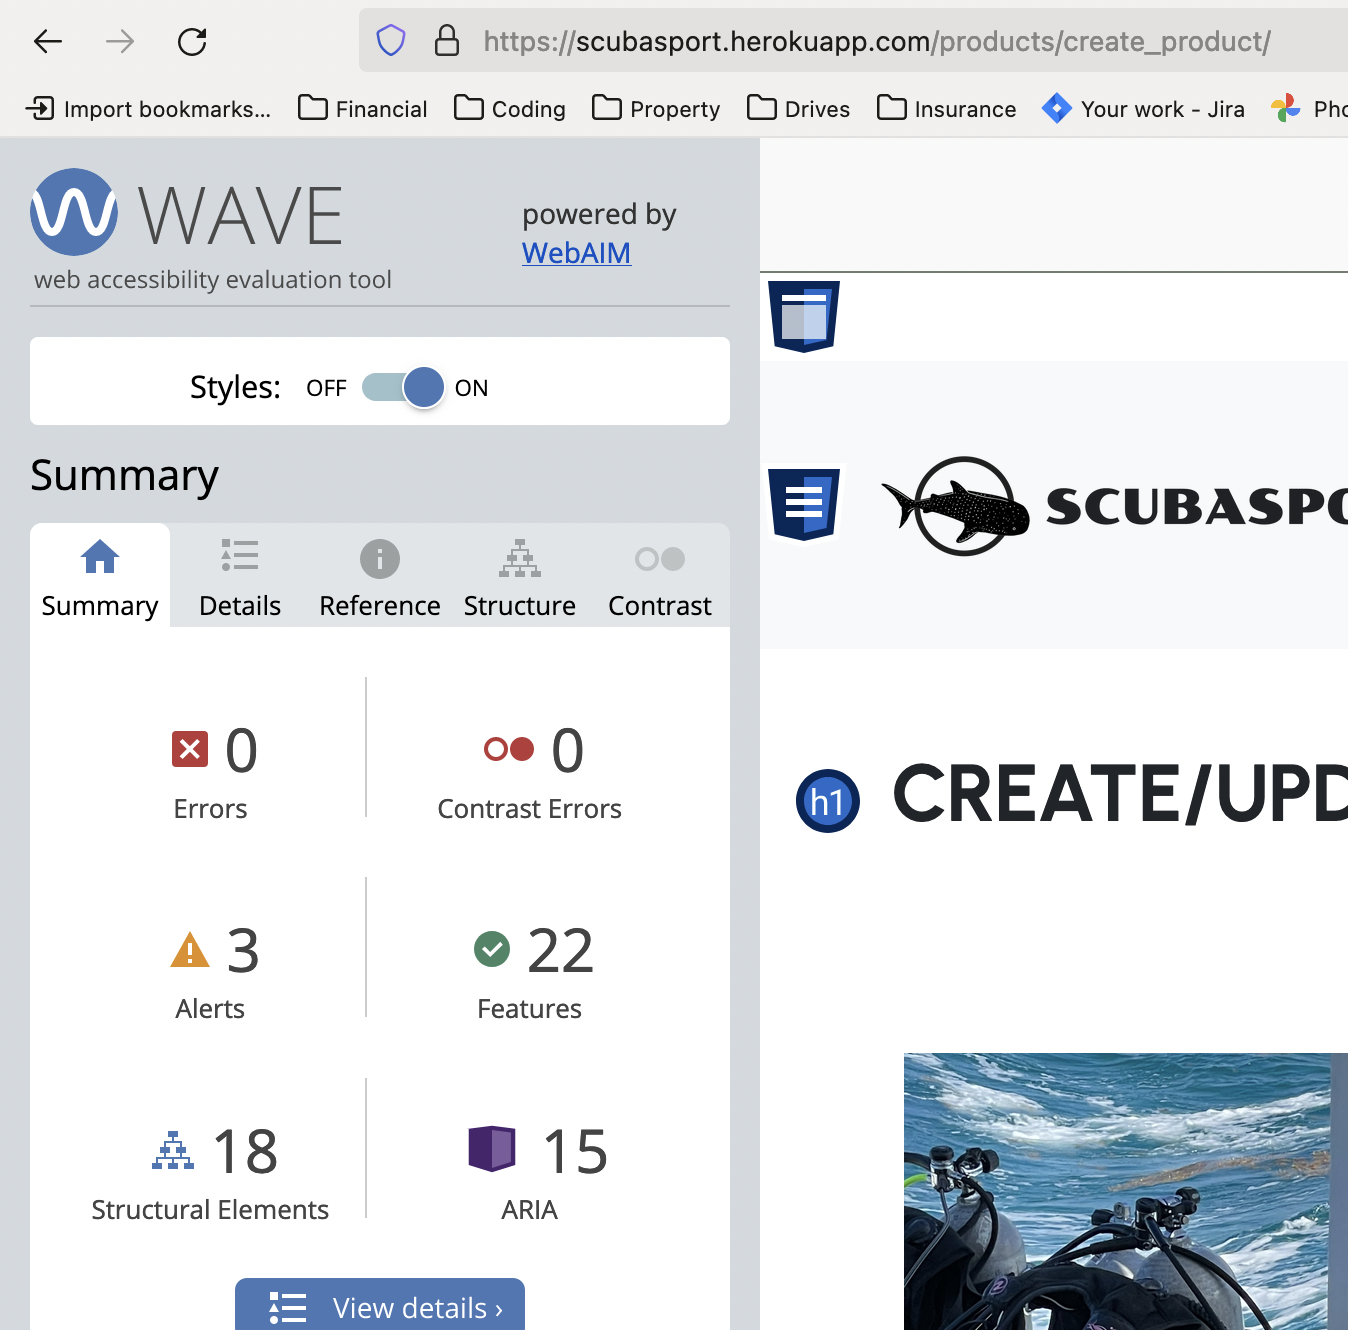 https://scubasport.herokuapp.com/products/create_product/
Import bookmarks... Financial Coding Property Drives Insurance Your work - Jira Pho
WAVE
powered by
WebAIM
web accessibility evaluation tool
Styles: OFF ON
Summary
Summary Details Reference Structure Contrast
0 0
Errors Contrast Errors
3 22
Alerts Features
18 15
Structural Elements ARIA
View details ›
SCUBASPO
h1 CREATE/UPD